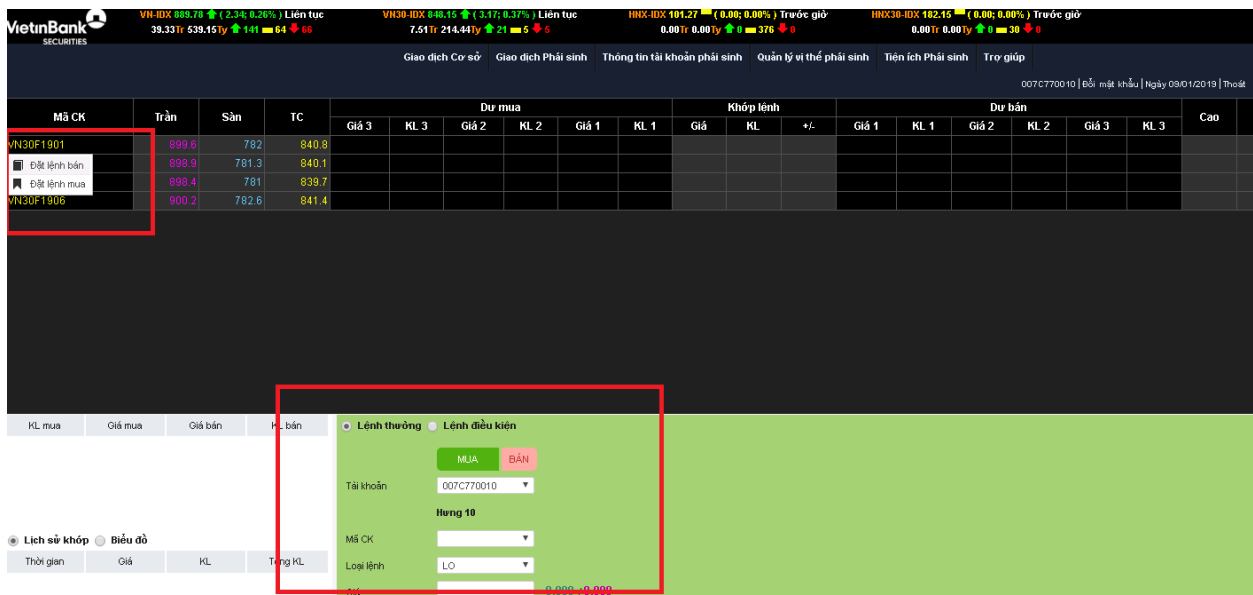 VietinBank
SECURITIES
VN-IDX 889.78 ( 2.34; 0.26% ) Liên tục
39.33Tr 539.15Ty 141 64 68
VN30-IDX 848.15 ( 3.17; 0.37% ) Liên tục
7.51Tr 214.44Ty 21 5 5
HNX-IDX 101.27 ( 0.00; 0.00% ) Trước giờ
0.00Tr 0.00Ty 0 376 0
HNX30-IDX 182.15 ( 0.00; 0.00% ) Trước giờ
0.00Tr 0.00Ty 0 30 0
Giao dịch Cơ sở Giao dịch Phái sinh Thông tin tài khoản phái sinh Quản lý vị thế phái sinh Tiện ích Phái sinh Trợ giúp
007C770010 | Đổi mật khẩu | Ngày 09/01/2019 | Thoát
Mã CK Trần Sàn TC Dư mua Khớp lệnh Dư bán Cao
Giá 3 KL 3 Giá 2 KL 2 Giá 1 KL 1 Giá KL +/- Giá 1 KL 1 Giá 2 KL 2 Giá 3 KL 3
VN30F1901 899.6 782 840.8
Đặt lệnh bán 898.9 781.3 840.1
Đặt lệnh mua 898.4 781 839.7
VN30F1906 900.2 782.6 841.4
KL mua Giá mua Giá bán KL bán
Lệnh thường Lệnh điều kiện
MUA BÁN
Tài khoản 007C770010
Hưng 10
Mã CK
Lịch sử khớp Biểu đồ
Thời gian Giá KL Tổng KL
Loại lệnh LO